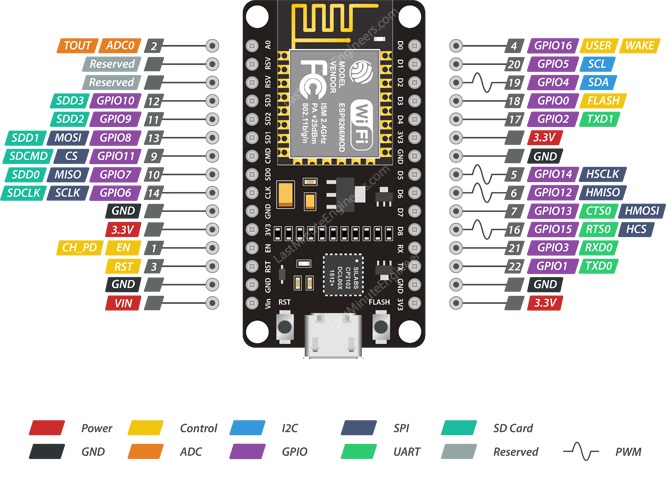 TOUT ADC0 2 A0
Reserved RSV
Reserved RSV
SDD3 GPIO10 12 SD3
SDD2 GPIO9 11 SD2
SDD1 MOSI GPIO8 13 SD1
SDCMD CS GPIO11 9 CMD
SDD0 MISO GPIO7 10 SD0
SDCLK SCLK GPIO6 14 CLK
GND GND
3.3V 3V3
CH_PD EN 1 EN
RST 3 RST
GND GND
VIN Vin
MODEL
VENDOR
ESP8266MOD
FC
WiFi
ISM 2.4GHz
PA +25dBm
802.11b/g/n
LastMinuteEngineers.com
LastMinuteEngineers.com
SILABS
CP2102
DCL00X
1512+
RST
FLASH
D0 4 GPIO16 USER WAKE
D1 20 GPIO5 SCL
D2 19 GPIO4 SDA
D3 18 GPIO0 FLASH
D4 17 GPIO2 TXD1
3V3 3.3V
GND GND
D5 5 GPIO14 HSCLK
D6 6 GPIO12 HMISO
D7 7 GPIO13 CTS0 HMOSI
D8 16 GPIO15 RTS0 HCS
RX 21 GPIO3 RXD0
TX 22 GPIO1 TXD0
GND GND
3V3 3.3V
Power Control I2C SPI SD Card
GND ADC GPIO UART Reserved PWM